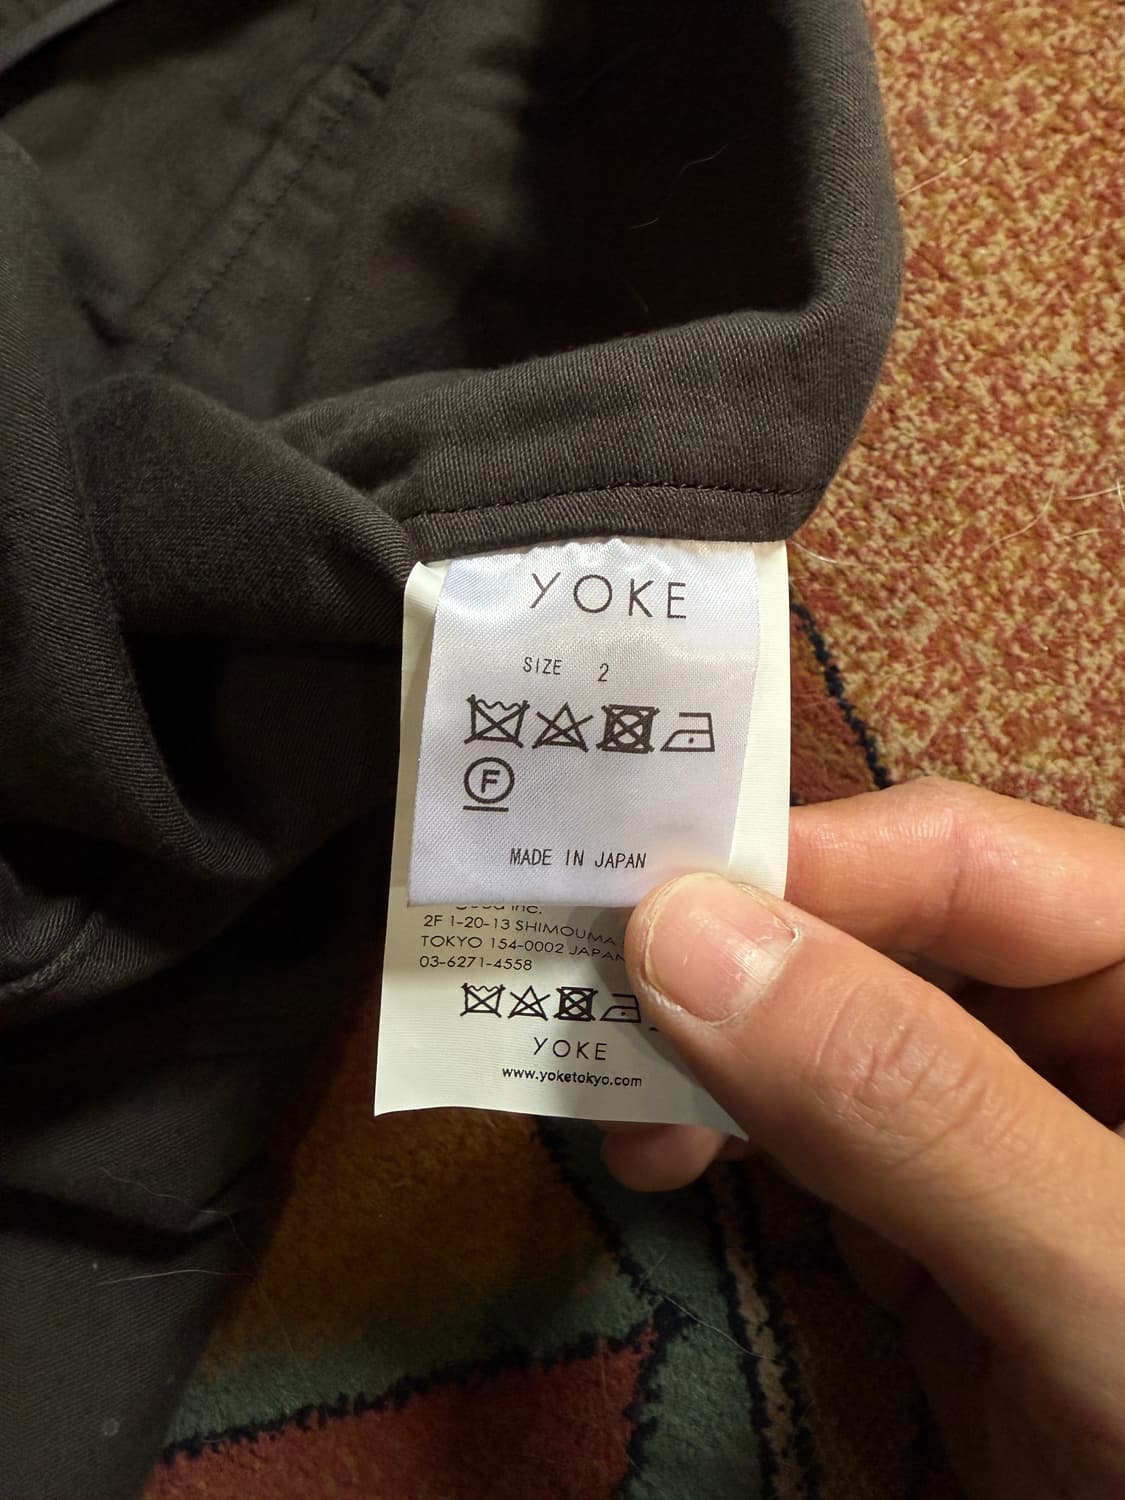 YOKE
SIZE 2
F
MADE IN JAPAN
Inc.
2F 1-20-13 SHIMOUMA
TOKYO 154-0002 JAPAN
03-6271-4558
YOKE
www.yoketokyo.com